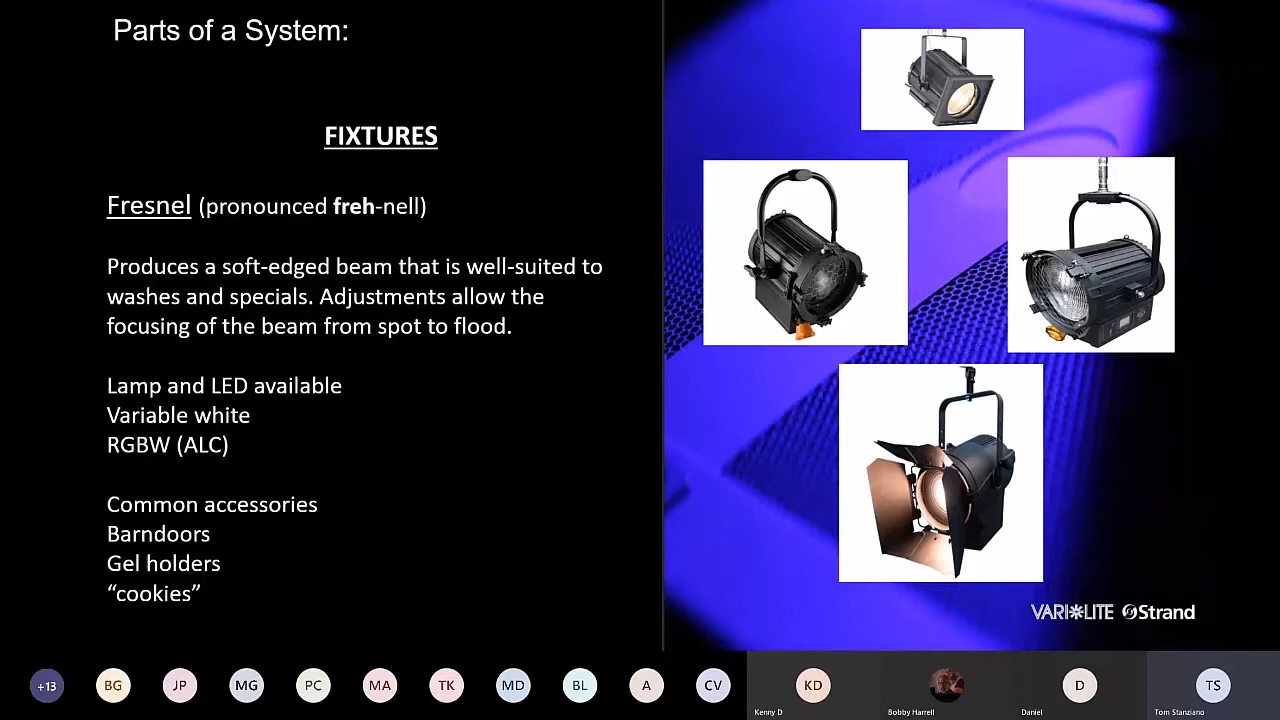 Parts of a System:
FIXTURES
Fresnel (pronounced freh-nell)
Produces a soft-edged beam that is well-suited to
washes and specials. Adjustments allow the
focusing of the beam from spot to flood.
Lamp and LED available
Variable white
RGBW (ALC)
Common accessories
Barndoors
Gel holders
“cookies”
VARI*LITE Strand
+13 BG JP MG PC MA TK MD BL A CV KD D TS
Kenny D Bobby Harrell Daniel Tom Stanziano